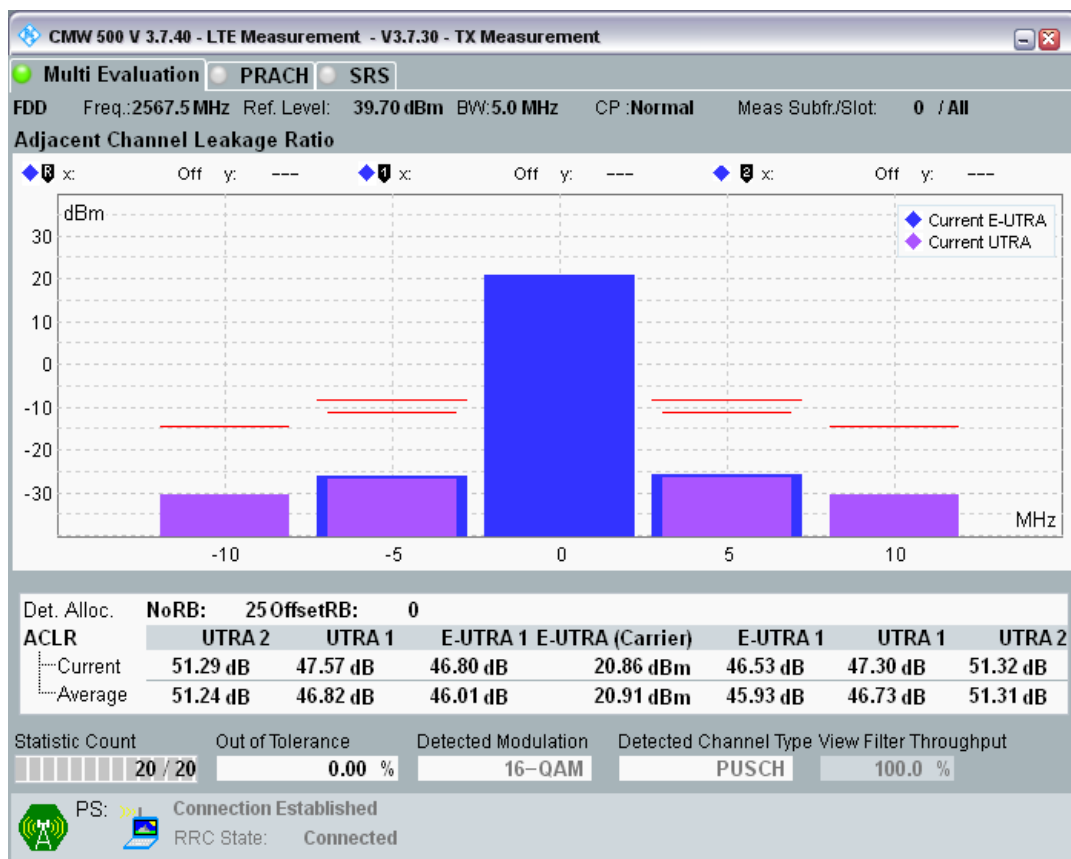 CMW 500 V 3.7.40 - LTE Measurement - V3.7.30 - TX Measurement
Multi Evaluation PRACH SRS
FDD Freq.:2567.5 MHz Ref. Level: 39.70 dBm BW:5.0 MHz CP :Normal Meas Subfr./Slot: 0 / All
Adjacent Channel Leakage Ratio
R x: Off y: --- 1 x: Off y: --- 2 x: Off y: ---
dBm
Current E-UTRA
Current UTRA
30
20
10
0
-10
-20
-30
MHz
-10 -5 0 5 10
Det. Alloc. NoRB: 25 OffsetRB: 0
ACLR UTRA 2 UTRA 1 E-UTRA 1 E-UTRA (Carrier) E-UTRA 1 UTRA 1 UTRA 2
Current 51.29 dB 47.57 dB 46.80 dB 20.86 dBm 46.53 dB 47.30 dB 51.32 dB
Average 51.24 dB 46.82 dB 46.01 dB 20.91 dBm 45.93 dB 46.73 dB 51.31 dB
Statistic Count Out of Tolerance Detected Modulation Detected Channel Type View Filter Throughput
20 / 20 0.00 % 16-QAM PUSCH 100.0 %
PS: Connection Established
RRC State: Connected